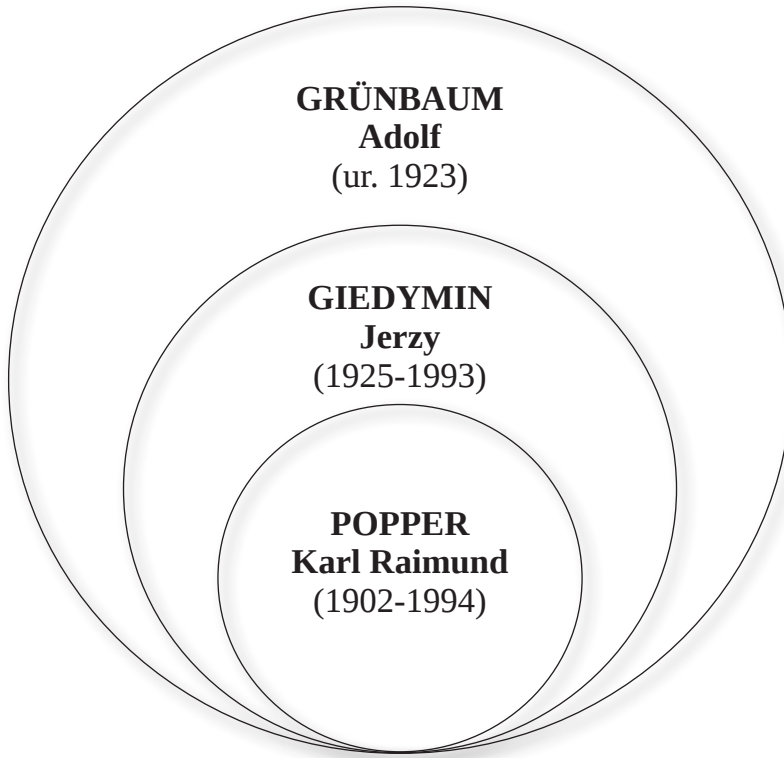 GRÜNBAUM
Adolf
(ur. 1923)
GIEDYMIN
Jerzy
(1925-1993)
POPPER
Karl Raimund
(1902-1994)